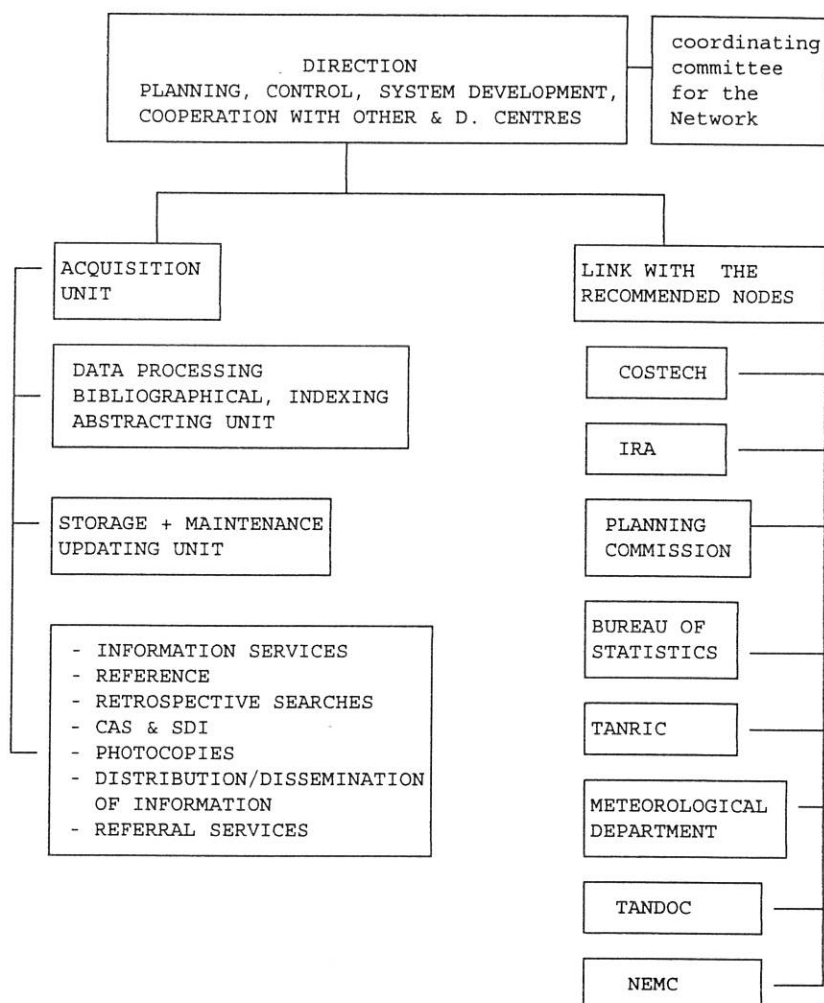 DIRECTION
PLANNING, CONTROL, SYSTEM DEVELOPMENT,
COOPERATION WITH OTHER & D. CENTRES
coordinating
committee
for the
Network
ACQUISITION
UNIT
DATA PROCESSING
BIBLIOGRAPHICAL, INDEXING
ABSTRACTING UNIT
STORAGE + MAINTENANCE
UPDATING UNIT
- INFORMATION SERVICES
- REFERENCE
- RETROSPECTIVE SEARCHES
- CAS & SDI
- PHOTOCOPIES
- DISTRIBUTION/DISSEMINATION
OF INFORMATION
- REFERRAL SERVICES
LINK WITH THE
RECOMMENDED NODES
COSTECH
IRA
PLANNING
COMMISSION
BUREAU OF
STATISTICS
TANRIC
METEOROLOGICAL
DEPARTMENT
TANDOC
NEMC